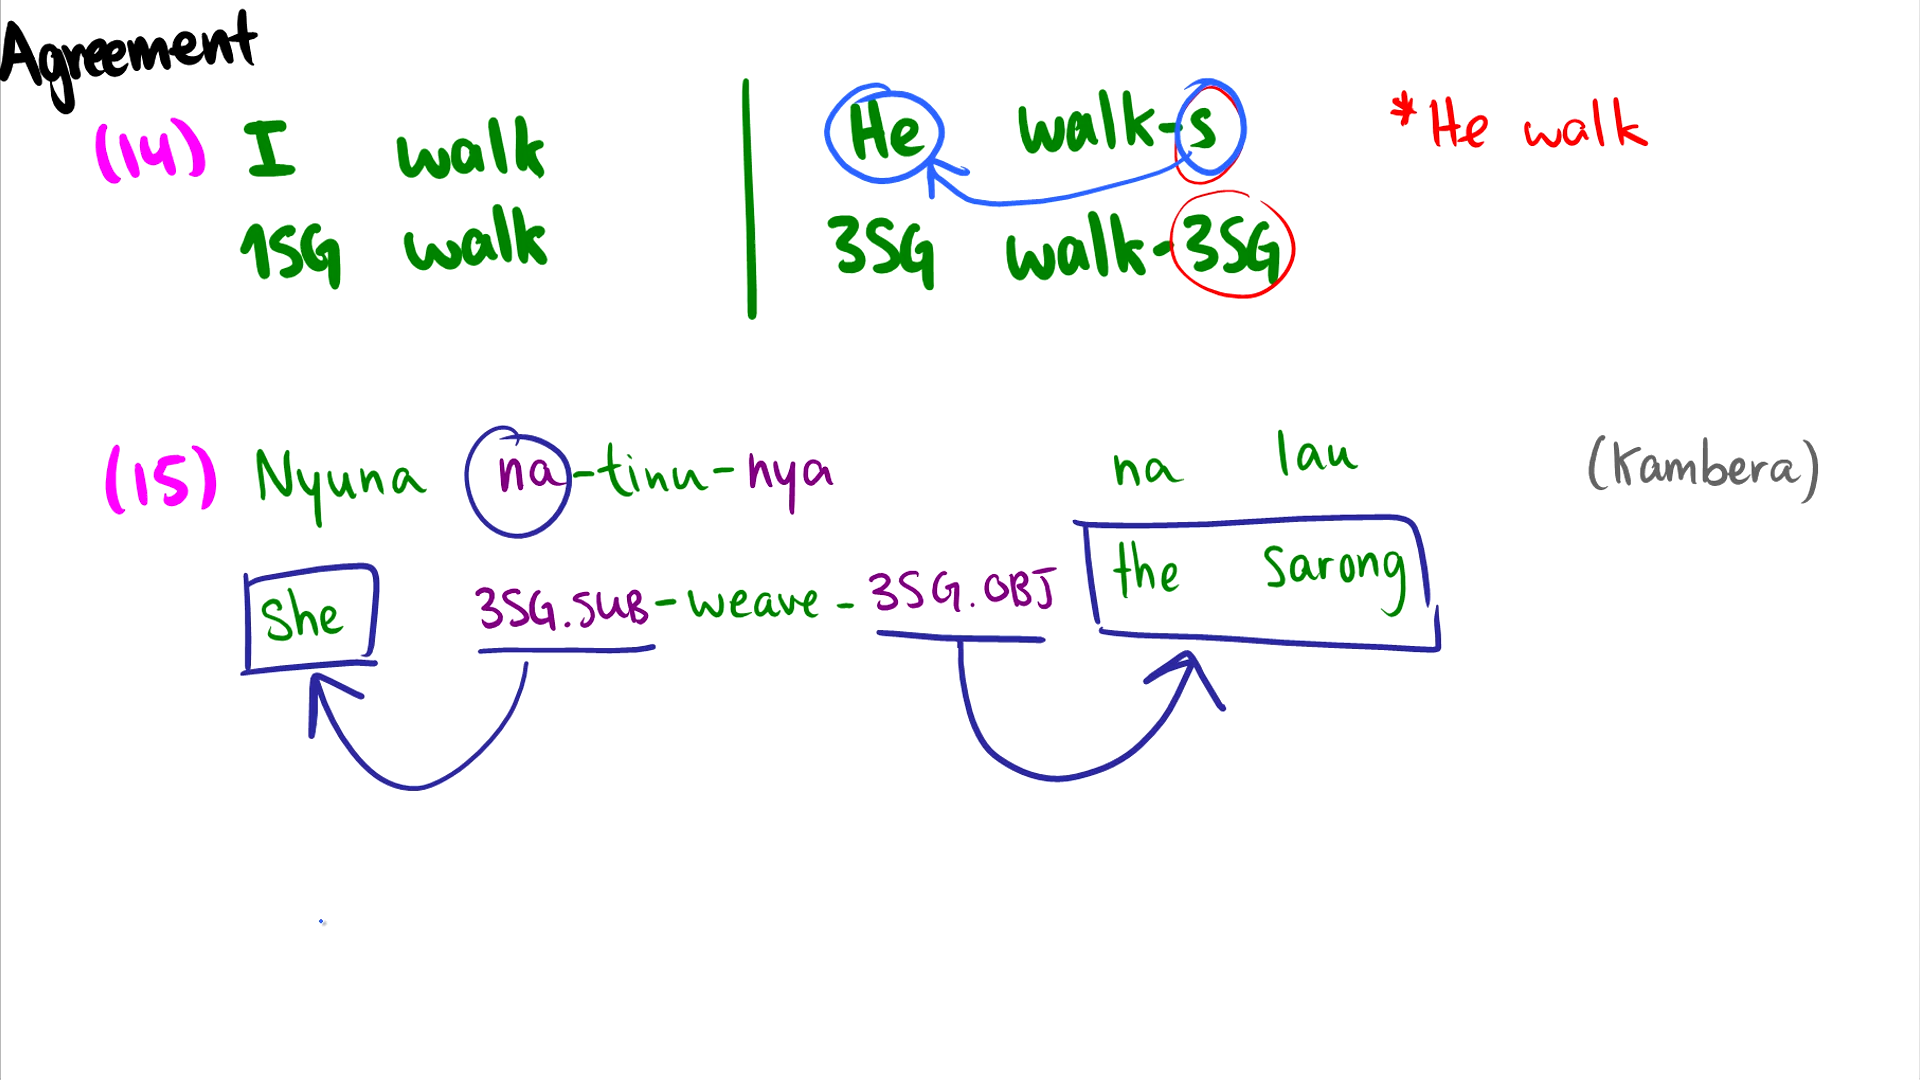 Agreement
(14) I walk He walk-s *He walk
1SG walk 3SG walk-3SG
(15) Nyuna na-tinu-nya na lau (Kambera)
She 3SG.SUB-weave-3SG.OBJ the Sarong